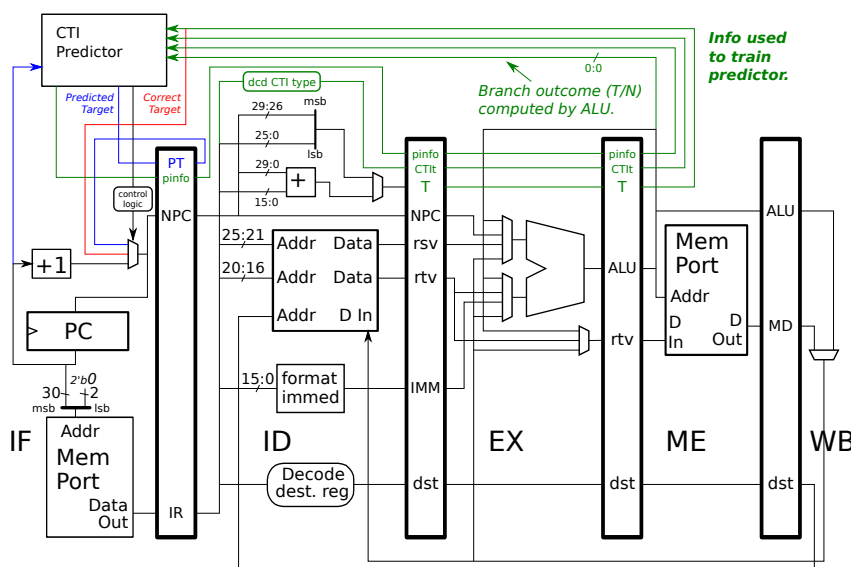 CTI
Predictor
Info used
to train
predictor.
0:0
Branch outcome (T/N)
computed by ALU.
dcd CTI type
Predicted
Target
Correct
Target
29:26
msb
25:0
lsb
29:0
15:0
+
PT
pinfo
control
logic
NPC
pinfo
CTIt
T
NPC
pinfo
CTIt
T
+1
PC
25:21
Addr
Data
rsv
20:16
Addr
Data
rtv
Addr
D In
ALU
rtv
Mem
Port
Addr
D
In
D
Out
ALU
MD
2'b0
30
2
msb
lsb
15:0
format
immed
IMM
IF
ID
EX
ME
WB
Addr
Mem
Port
Data
Out
IR
Decode
dest. reg
dst
dst
dst